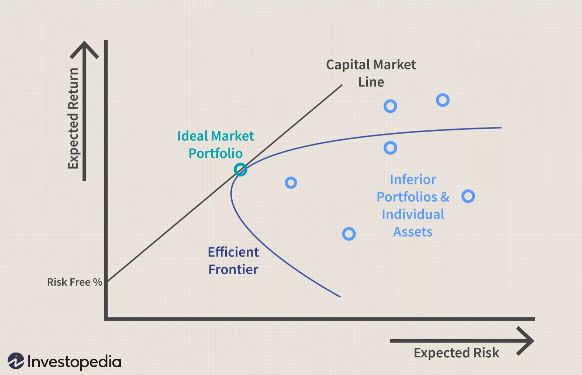 Capital Market
Line
Expected Return
Ideal Market
Portfolio
Inferior
Portfolios &
Individual
Assets
Efficient
Frontier
Risk Free %
Expected Risk
Investopedia